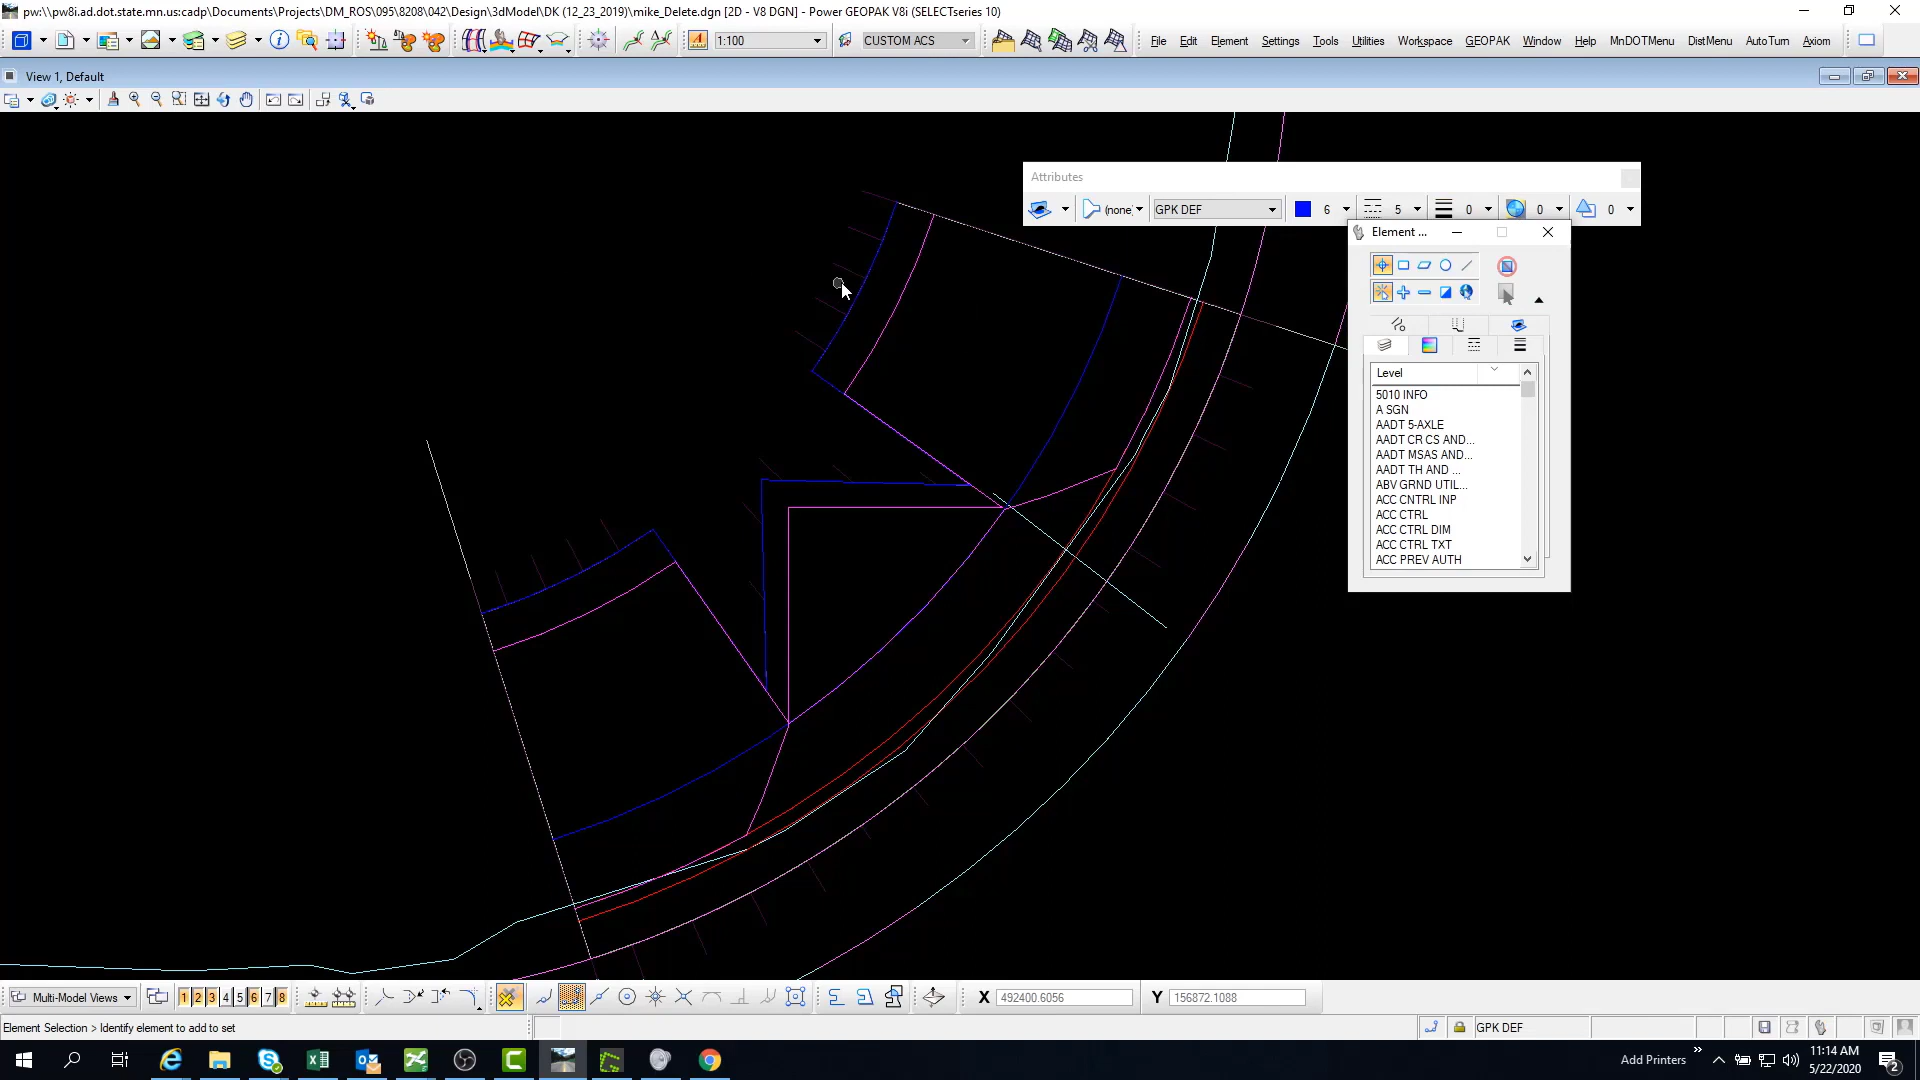 pw:\\pw8i.ad.dot.state.mn.us:cadp\Documents\Projects\DM_ROS\095\8208\042\Design\3dModel\DK (12_23_2019)\mike_Delete.dgn [2D - V8 DGN] - Power GEOPAK V8i (SELECTseries 10)
1:100 CUSTOM ACS File Edit Element Settings Tools Utilities Workspace GEOPAK Window Help MnDOTMenu DistMenu AutoTurn Axiom
View 1, Default
Attributes
(none) GPK DEF 6 5 0 0 0
Element ...
Level
5010 INFO
A SGN
AADT 5-AXLE
AADT CR CS AND...
AADT MSAS AND...
AADT TH AND ...
ABV GRND UTIL...
ACC CNTRL INP
ACC CTRL
ACC CTRL DIM
ACC CTRL TXT
ACC PREV AUTH
Multi-Model Views 1 2 3 4 5 6 7 8 X 492400.6056 Y 156872.1088
Element Selection > Identify element to add to set GPK DEF
Add Printers 11:14 AM
5/22/2020 2